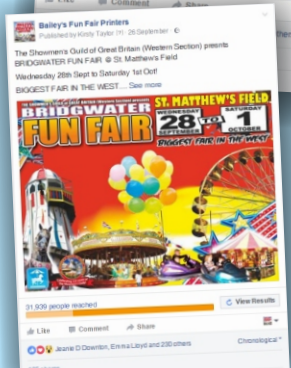 Comment
Bailey's Fun Fair Printers
Published by Kirsty Taylor [?] · 26 September ·
The Showmen's Guild of Great Britain (Western Section) presents
BRIDGWATER FUN FAIR @ St. Matthew's Field
Wednesday 28th Sept to Saturday 1st Oct!
BIGGEST FAIR IN THE WEST.... See more
BRIDGWATER
FUN FAIR
ST. MATTHEW'S FIELD
WEDNESDAY
28
SEPTEMBER
TO
SATURDAY
1
OCTOBER
BIGGEST FAIR IN THE WEST
31,939 people reached
View Results
Like Comment Share
Jeanie D Downton, Emma Lloyd and 230 others
Chronological